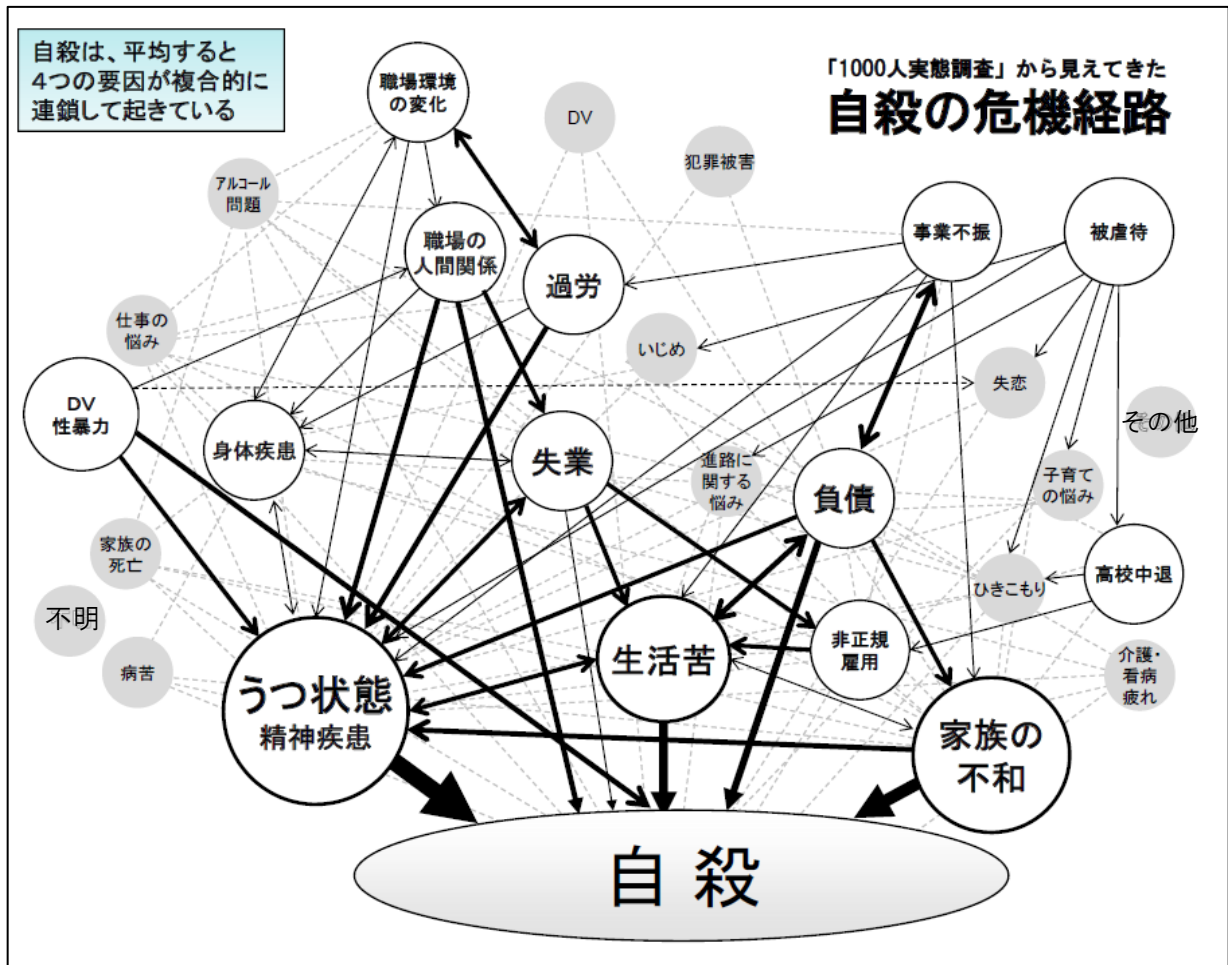 自殺は、平均すると
4つの要因が複合的に
連鎖して起きている
「1000人実態調査」から見えてきた
自殺の危機経路
職場環境
の変化
DV
犯罪被害
アルコール
問題
職場の
人間関係
過労
事業不振
被虐待
仕事の
悩み
いじめ
失恋
DV
性暴力
その他
身体疾患
失業
進路に
関する
悩み
負債
子育て
の悩み
家族の
死亡
ひきこもり
高校中退
不明
病苦
うつ状態
精神疾患
生活苦
非正規
雇用
介護・
看病
疲れ
家族の
不和
自殺